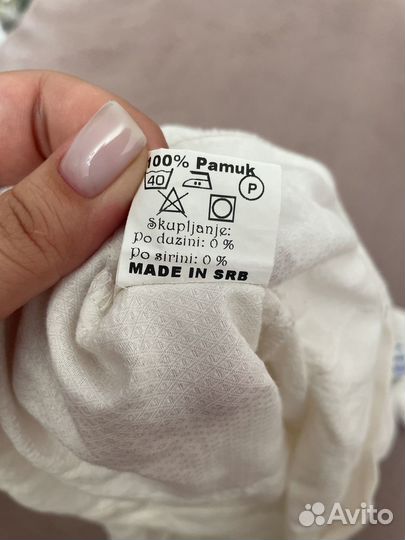 100% Pamuk
40 P
Skupljanje:
Po duzini: 0 %
Po sirini: 0 %
MADE IN SRB
Avito